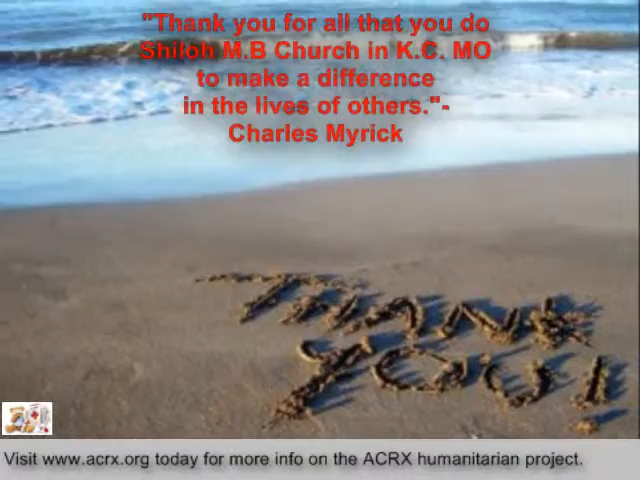 "Thank you for all that you do
Shiloh M.B Church in K.C. MO
to make a difference
in the lives of others."-
Charles Myrick
THANK
YOU!
Visit www.acrx.org today for more info on the ACRX humanitarian project.